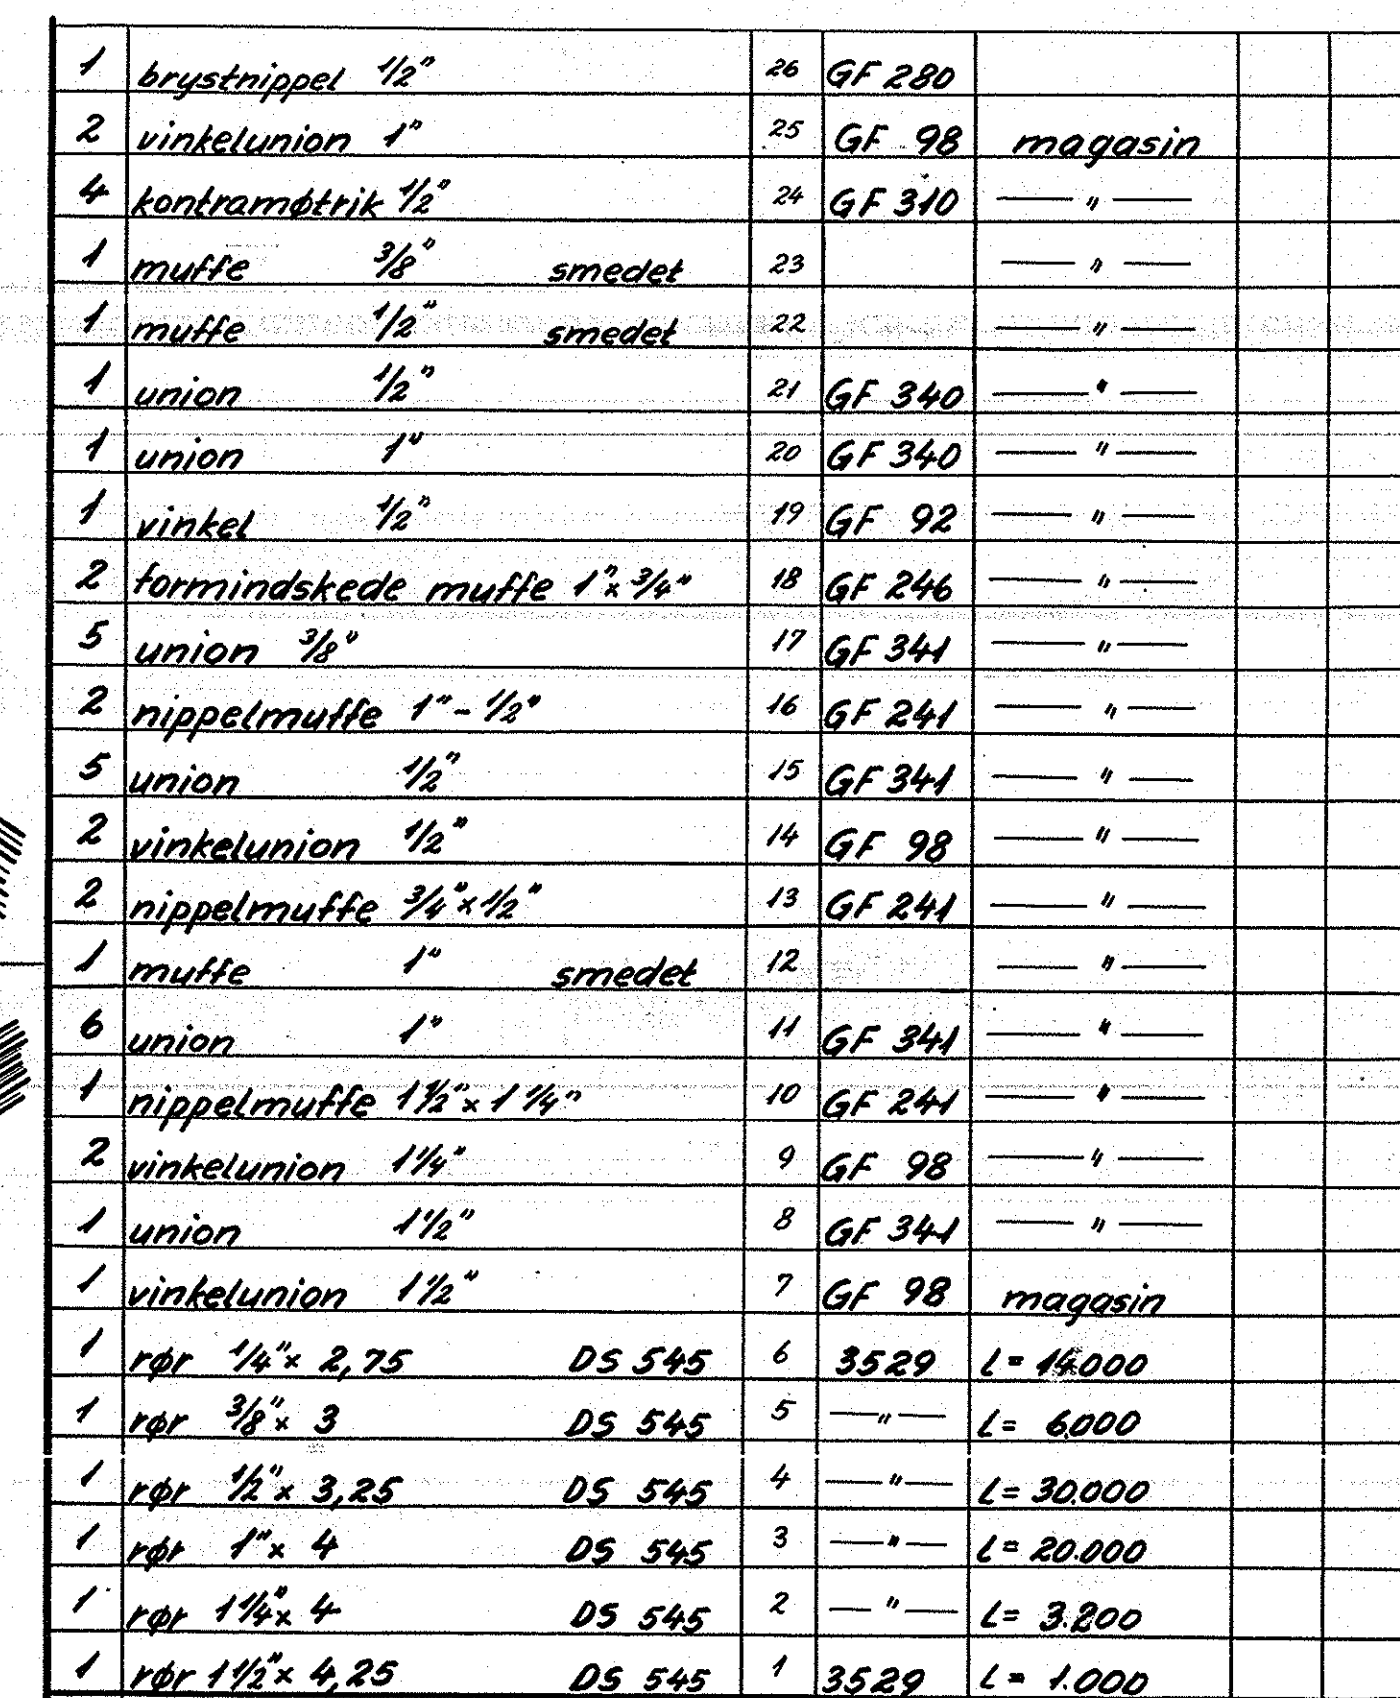 1 brystnippel 1/2" 26 GF 280
2 vinkelunion 1" 25 GF 98 magasin
4 kontramøtrik 1/2" 24 GF 310 — " —
1 muffe 3/8" smedet 23 — " —
1 muffe 1/2" smedet 22 — " —
1 union 1/2" 21 GF 340 — " —
1 union 1" 20 GF 340 — " —
1 vinkel 1/2" 19 GF 92 — " —
2 formindskede muffe 1"x 3/4" 18 GF 246 — " —
5 union 3/8" 17 GF 341 — " —
2 nippelmuffe 1" - 1/2" 16 GF 241 — " —
5 union 1/2" 15 GF 341 — " —
2 vinkelunion 1/2" 14 GF 98 — " —
2 nippelmuffe 3/4"x 1/2" 13 GF 241 — " —
1 muffe 1" smedet 12 — " —
6 union 1" 11 GF 341 — " —
1 nippelmuffe 1 1/2"x 1 1/4" 10 GF 241 — " —
2 vinkelunion 1 1/4" 9 GF 98 — " —
1 union 1 1/2" 8 GF 341 — " —
1 vinkelunion 1 1/2" 7 GF 98 magasin
1 rør 1/4"x 2,75 DS 545 6 3529 L= 14.000
1 rør 3/8"x 3 DS 545 5 — " — L= 6.000
1 rør 1/2"x 3,25 DS 545 4 — " — L= 30.000
1 rør 1"x 4 DS 545 3 — " — L= 20.000
1 rør 1 1/4"x 4 DS 545 2 — " — L= 3.200
1 rør 1 1/2"x 4,25 DS 545 1 3529 L= 1.000